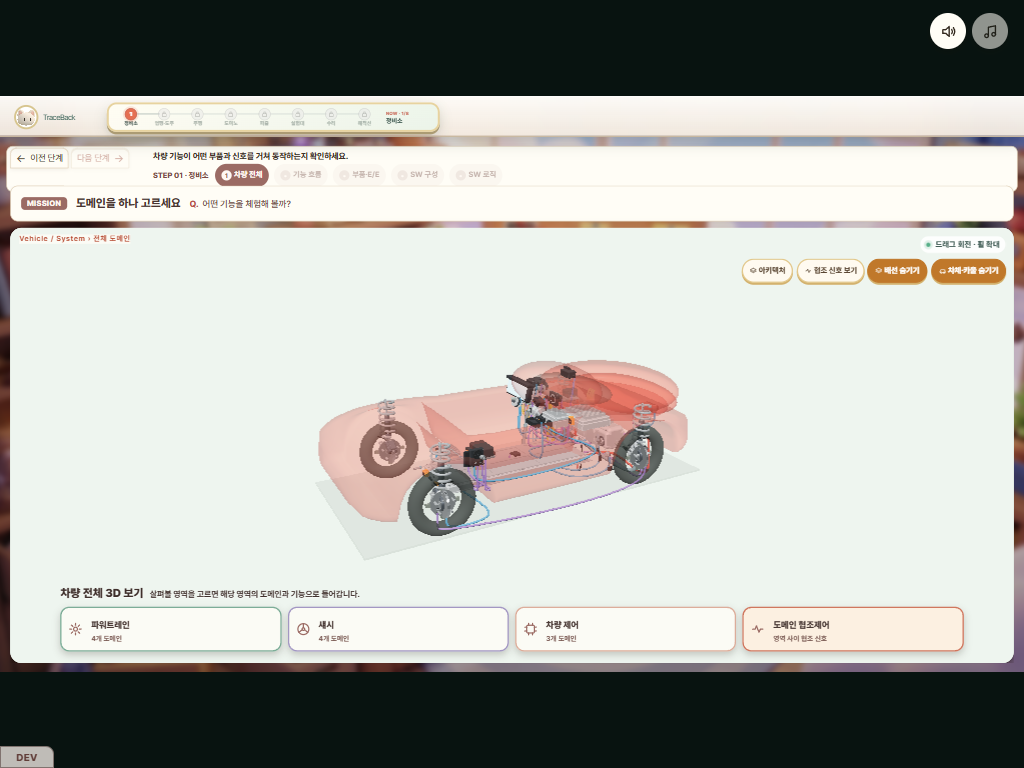 TraceBack
1
정비소
NOW · 1/8
정비소
이전 단계
다음 단계
차량 기능이 어떤 부품과 신호를 거쳐 동작하는지 확인하세요.
STEP 01 · 정비소
1 차량 전체
기능 흐름
부품·E/E
SW 구성
SW 로직
MISSION 도메인을 하나 고르세요 Q. 어떤 기능을 체험해 볼까?
Vehicle / System › 전체 도메인
드래그 회전 · 휠 확대
아키텍처
협조 신호 보기
배선 숨기기
차체·카울 숨기기
차량 전체 3D 보기 살펴볼 영역을 고르면 해당 영역의 도메인과 기능으로 들어갑니다.
파워트레인
4개 도메인
섀시
4개 도메인
차량 제어
3개 도메인
도메인 협조제어
영역 사이 협조 신호
DEV